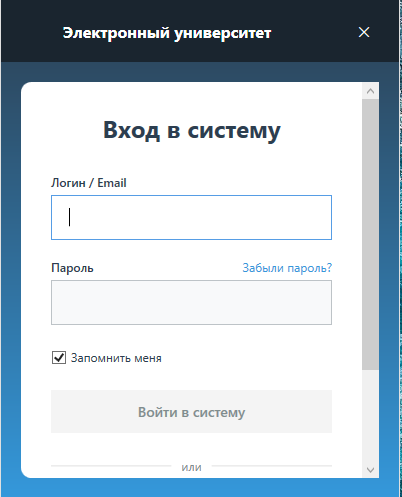 Электронный университет
Вход в систему
Логин / Email
Пароль Забыли пароль?
Запомнить меня
Войти в систему
или